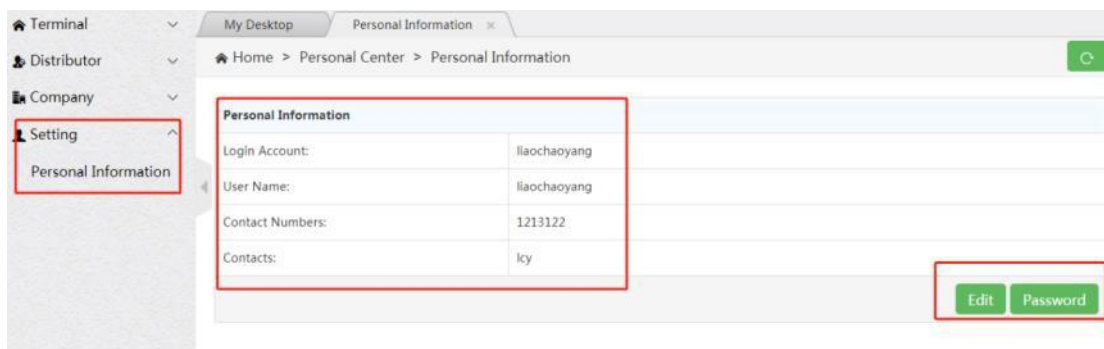 Terminal
Distributor
Company
Setting
Personal Information
My Desktop
Personal Information ×
Home > Personal Center > Personal Information
Personal Information
Login Account: liaochaoyang
User Name: liaochaoyang
Contact Numbers: 1213122
Contacts: lcy
Edit Password